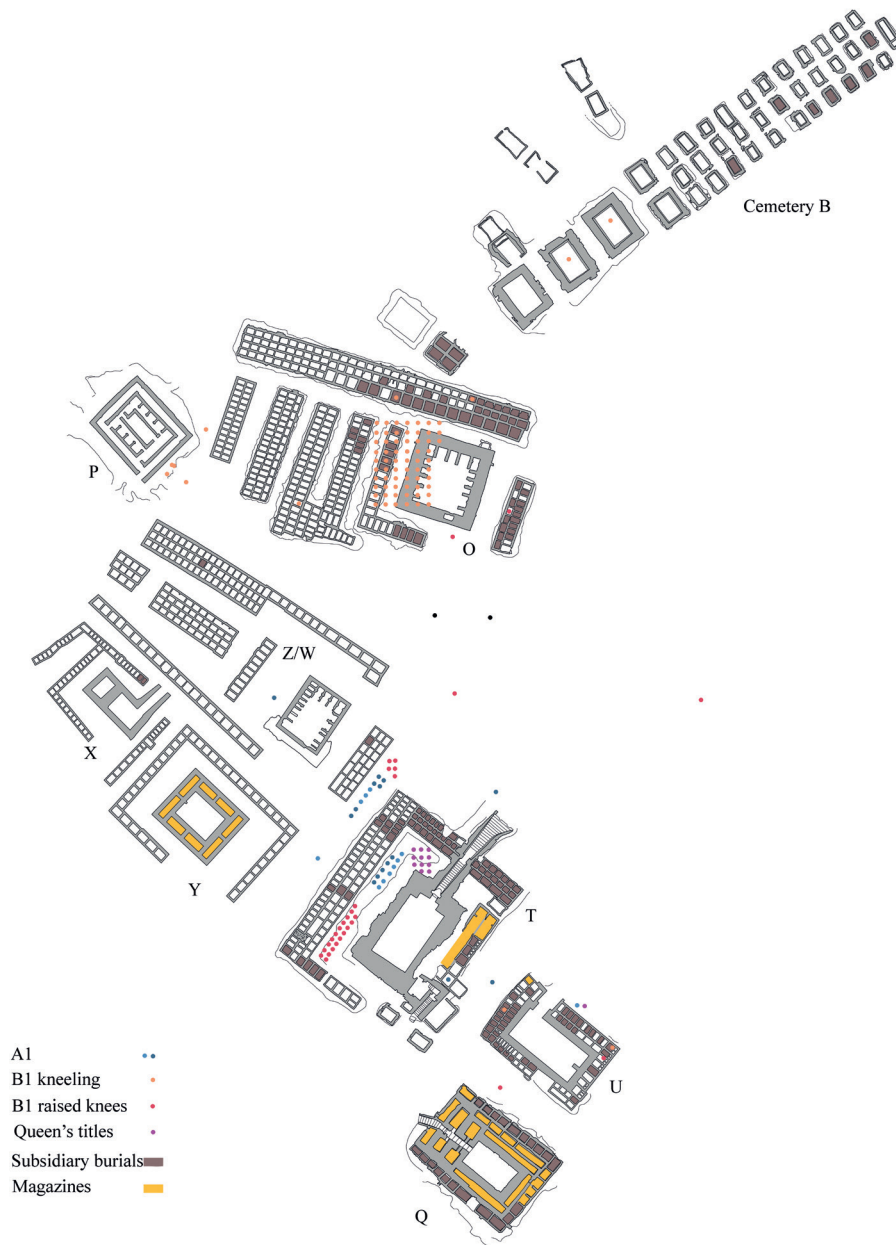 Cemetery B
P
O
Z/W
X
Y
T
U
Q
A1
B1 kneeling
B1 raised knees
Queen's titles
Subsidiary burials
Magazines